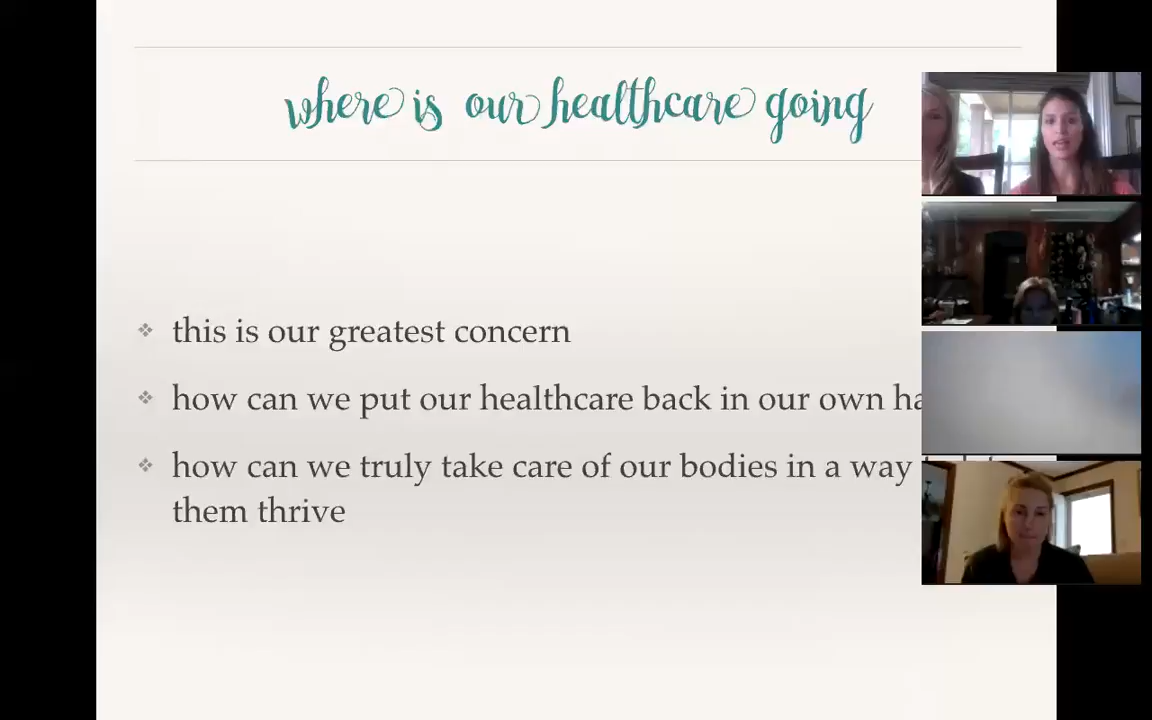 where is our healthcare going
this is our greatest concern
how can we put our healthcare back in our own
how can we truly take care of our bodies in a way
them thrive